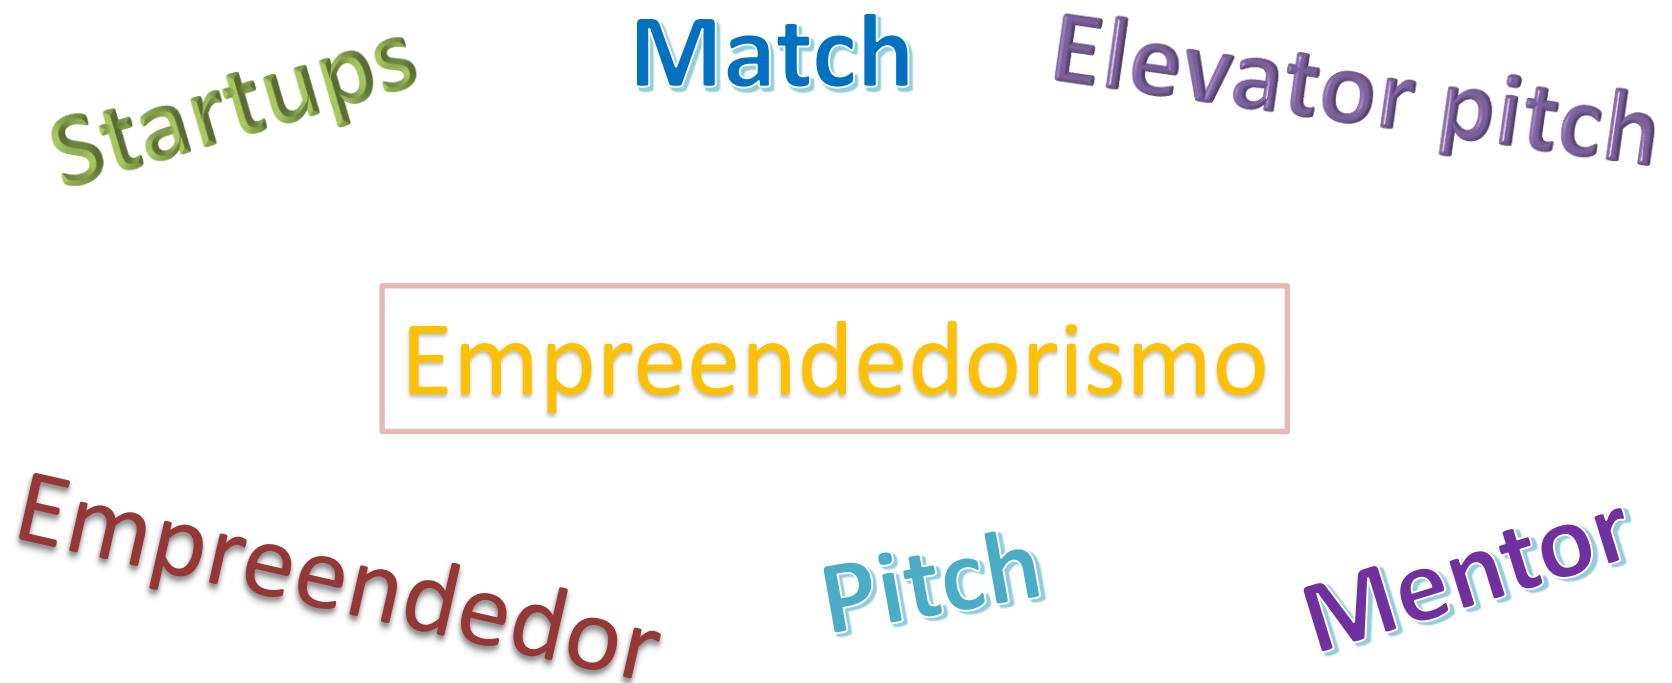 Startups
Match
Elevator pitch
Empreendedorismo
Empreendedor
Pitch
Mentor